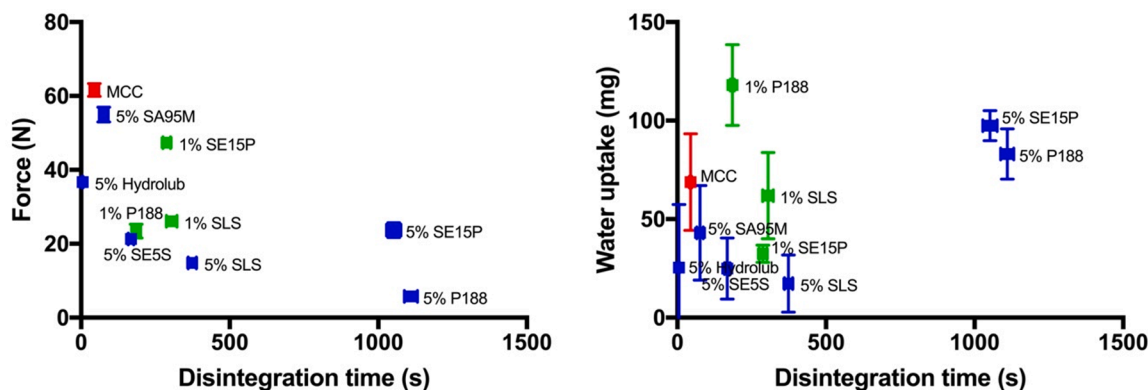 80
60
40
20
0
Force (N)
MCC
5% SA95M
1% SE15P
5% Hydrolub
1% P188
1% SLS
5% SE5S
5% SLS
5% SE15P
5% P188
0
500
1000
1500
Disintegration time (s)
150
100
50
0
Water uptake (mg)
1% P188
5% SE15P
5% P188
MCC
1% SLS
5% SA95M
1% SE15P
5% Hydrolub
5% SE5S
5% SLS
0
500
1000
1500
Disintegration time (s)